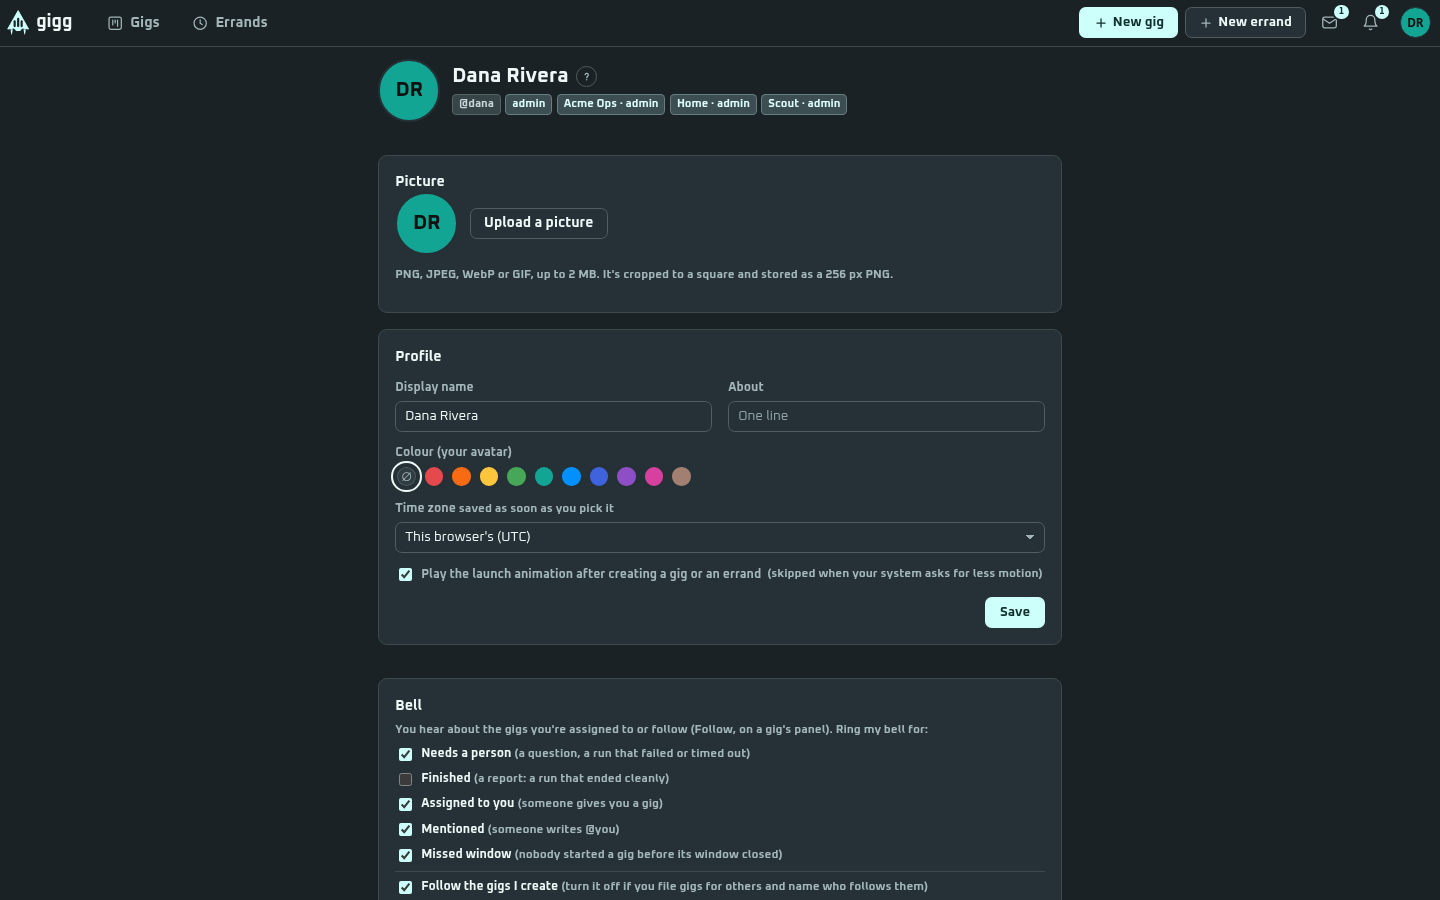 gigg
Gigs
Errands
New gig
New errand
1
1
DR
DR
Dana Rivera ?
@dana admin Acme Ops · admin Home · admin Scout · admin
Picture
DR
Upload a picture
PNG, JPEG, WebP or GIF, up to 2 MB. It's cropped to a square and stored as a 256 px PNG.
Profile
Display name
About
Dana Rivera
One line
Colour (your avatar)
Time zone saved as soon as you pick it
This browser's (UTC)
Play the launch animation after creating a gig or an errand (skipped when your system asks for less motion)
Save
Bell
You hear about the gigs you're assigned to or follow (Follow, on a gig's panel). Ring my bell for:
Needs a person (a question, a run that failed or timed out)
Finished (a report: a run that ended cleanly)
Assigned to you (someone gives you a gig)
Mentioned (someone writes @you)
Missed window (nobody started a gig before its window closed)
Follow the gigs I create (turn it off if you file gigs for others and name who follows them)